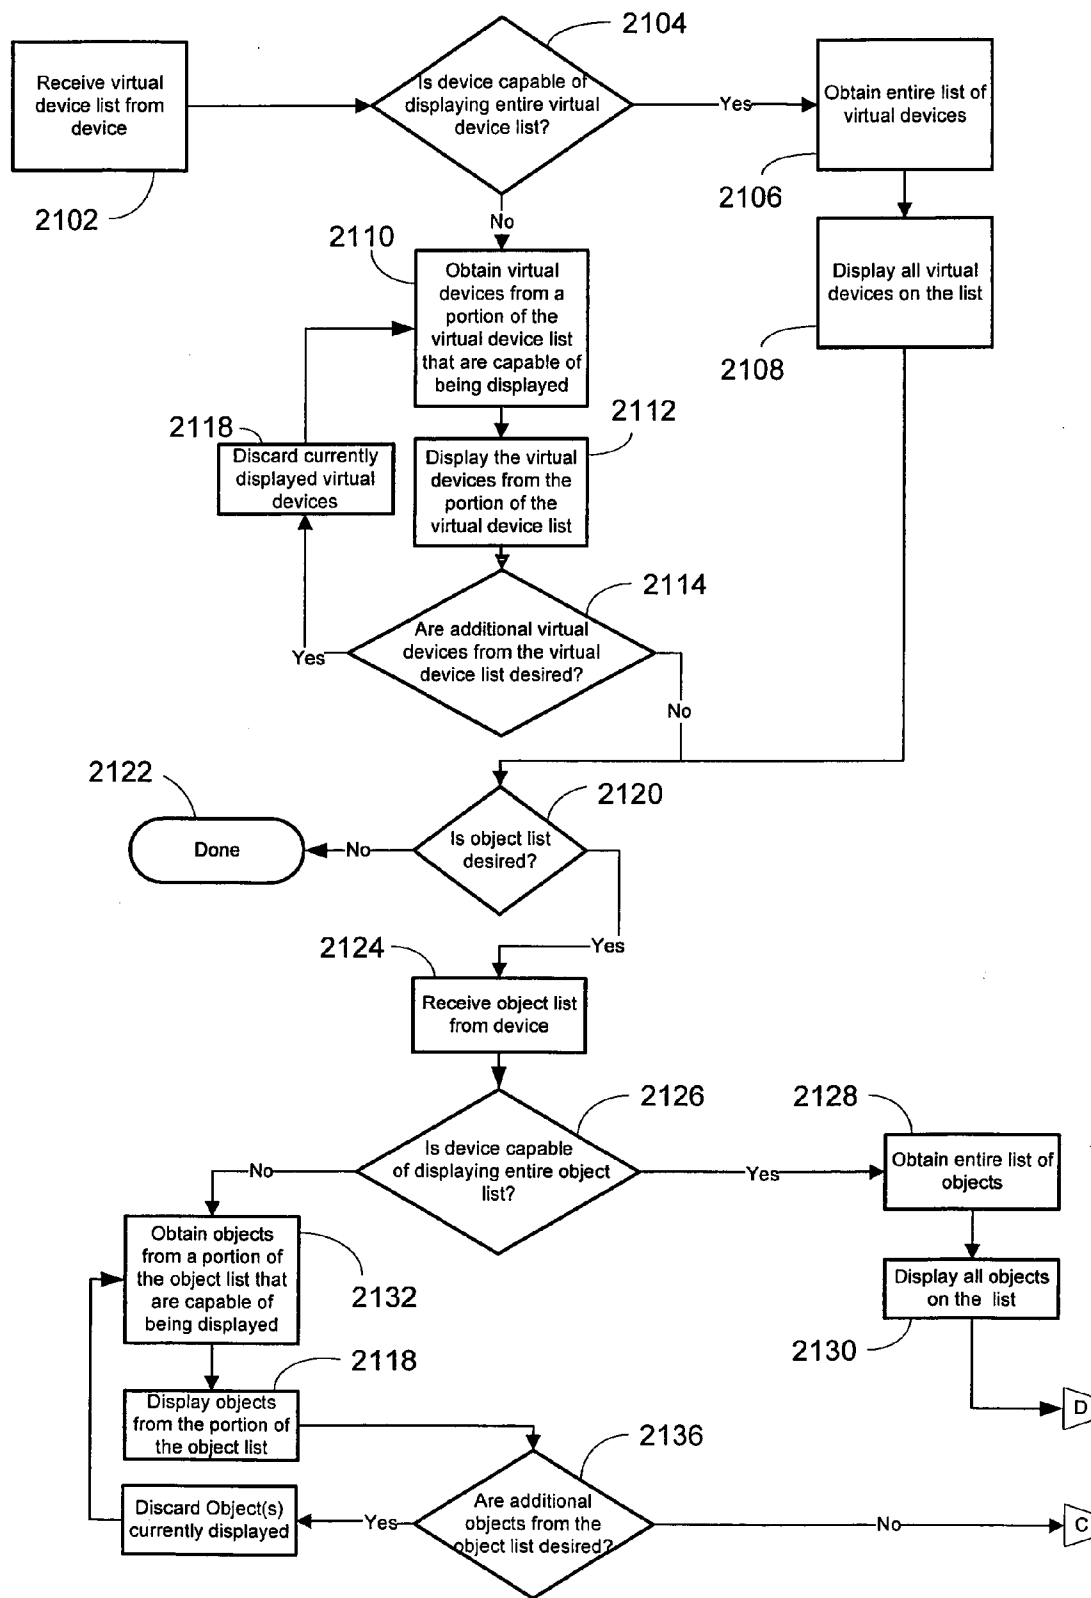 2104
Receive virtual
device list from
device
Is device capable of
displaying entire virtual
device list?
Yes
Obtain entire list of
virtual devices
2102
2106
No
2110
Obtain virtual
devices from a
portion of the
virtual device list
that are capable of
being displayed
Display all virtual
devices on the list
2108
2112
2118
Discard currently
displayed virtual
devices
Display the virtual
devices from the
portion of the
virtual device list
2114
Are additional virtual
devices from the virtual
device list desired?
Yes
No
2122
2120
Done
No
Is object list
desired?
Yes
2124
Receive object list
from device
2126
2128
Is device capable
of displaying entire object
list?
No
Yes
Obtain entire list of
objects
Obtain objects
from a portion of
the object list that
are capable of
being displayed
2132
Display all objects
on the list
2130
2118
Display objects
from the portion of
the object list
D
2136
Discard Object(s)
currently displayed
Yes
Are additional
objects from the
object list desired?
No
C